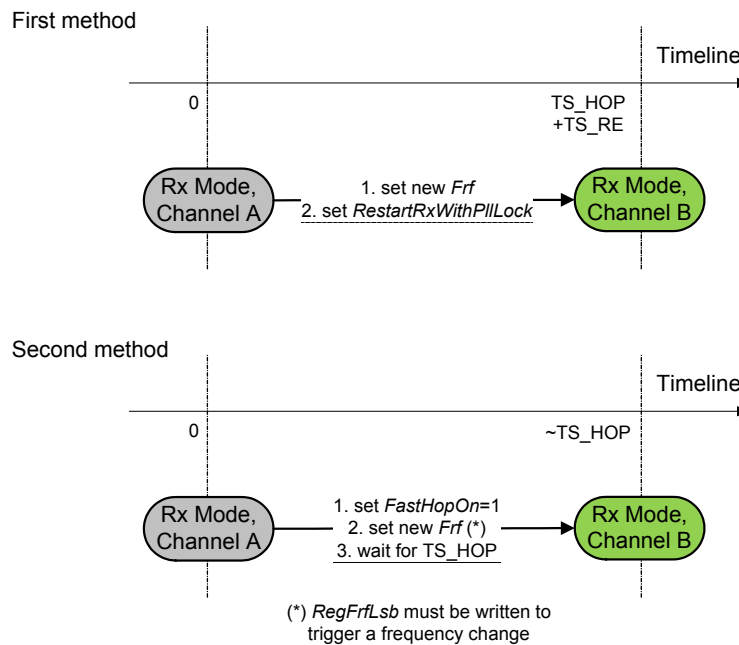 First method
Timeline
0
TS_HOP
+TS_RE
Rx Mode,
Channel A
1. set new Frf
2. set RestartRxWithPllLock
Rx Mode,
Channel B
Second method
Timeline
0
~TS_HOP
Rx Mode,
Channel A
1. set FastHopOn=1
2. set new Frf (*)
3. wait for TS_HOP
Rx Mode,
Channel B
(*) RegFrfLsb must be written to
trigger a frequency change